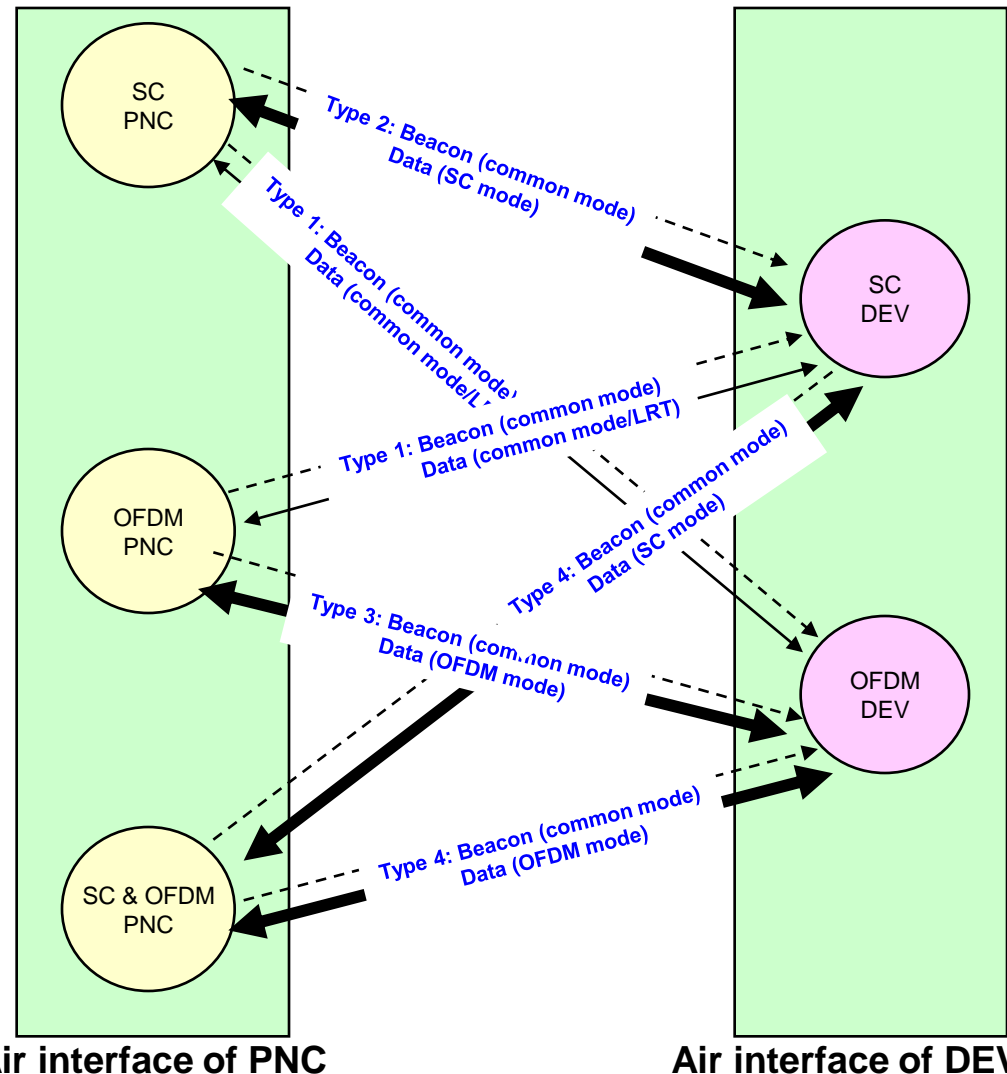 SC
PNC
Type 2: Beacon (common mode)
Data (SC mode)
Type 1: Beacon (common mode)
Data (common mode/
SC
DEV
Type 1: Beacon (common mode)
Data (common mode/LRT)
OFDM
PNC
Type 4: Beacon (common mode)
Data (SC mode)
Type 3: Beacon (common mode)
Data (OFDM mode)
OFDM
DEV
Type 4: Beacon (common mode)
Data (OFDM mode)
SC & OFDM
PNC
ir interface of PNC
Air interface of DEV